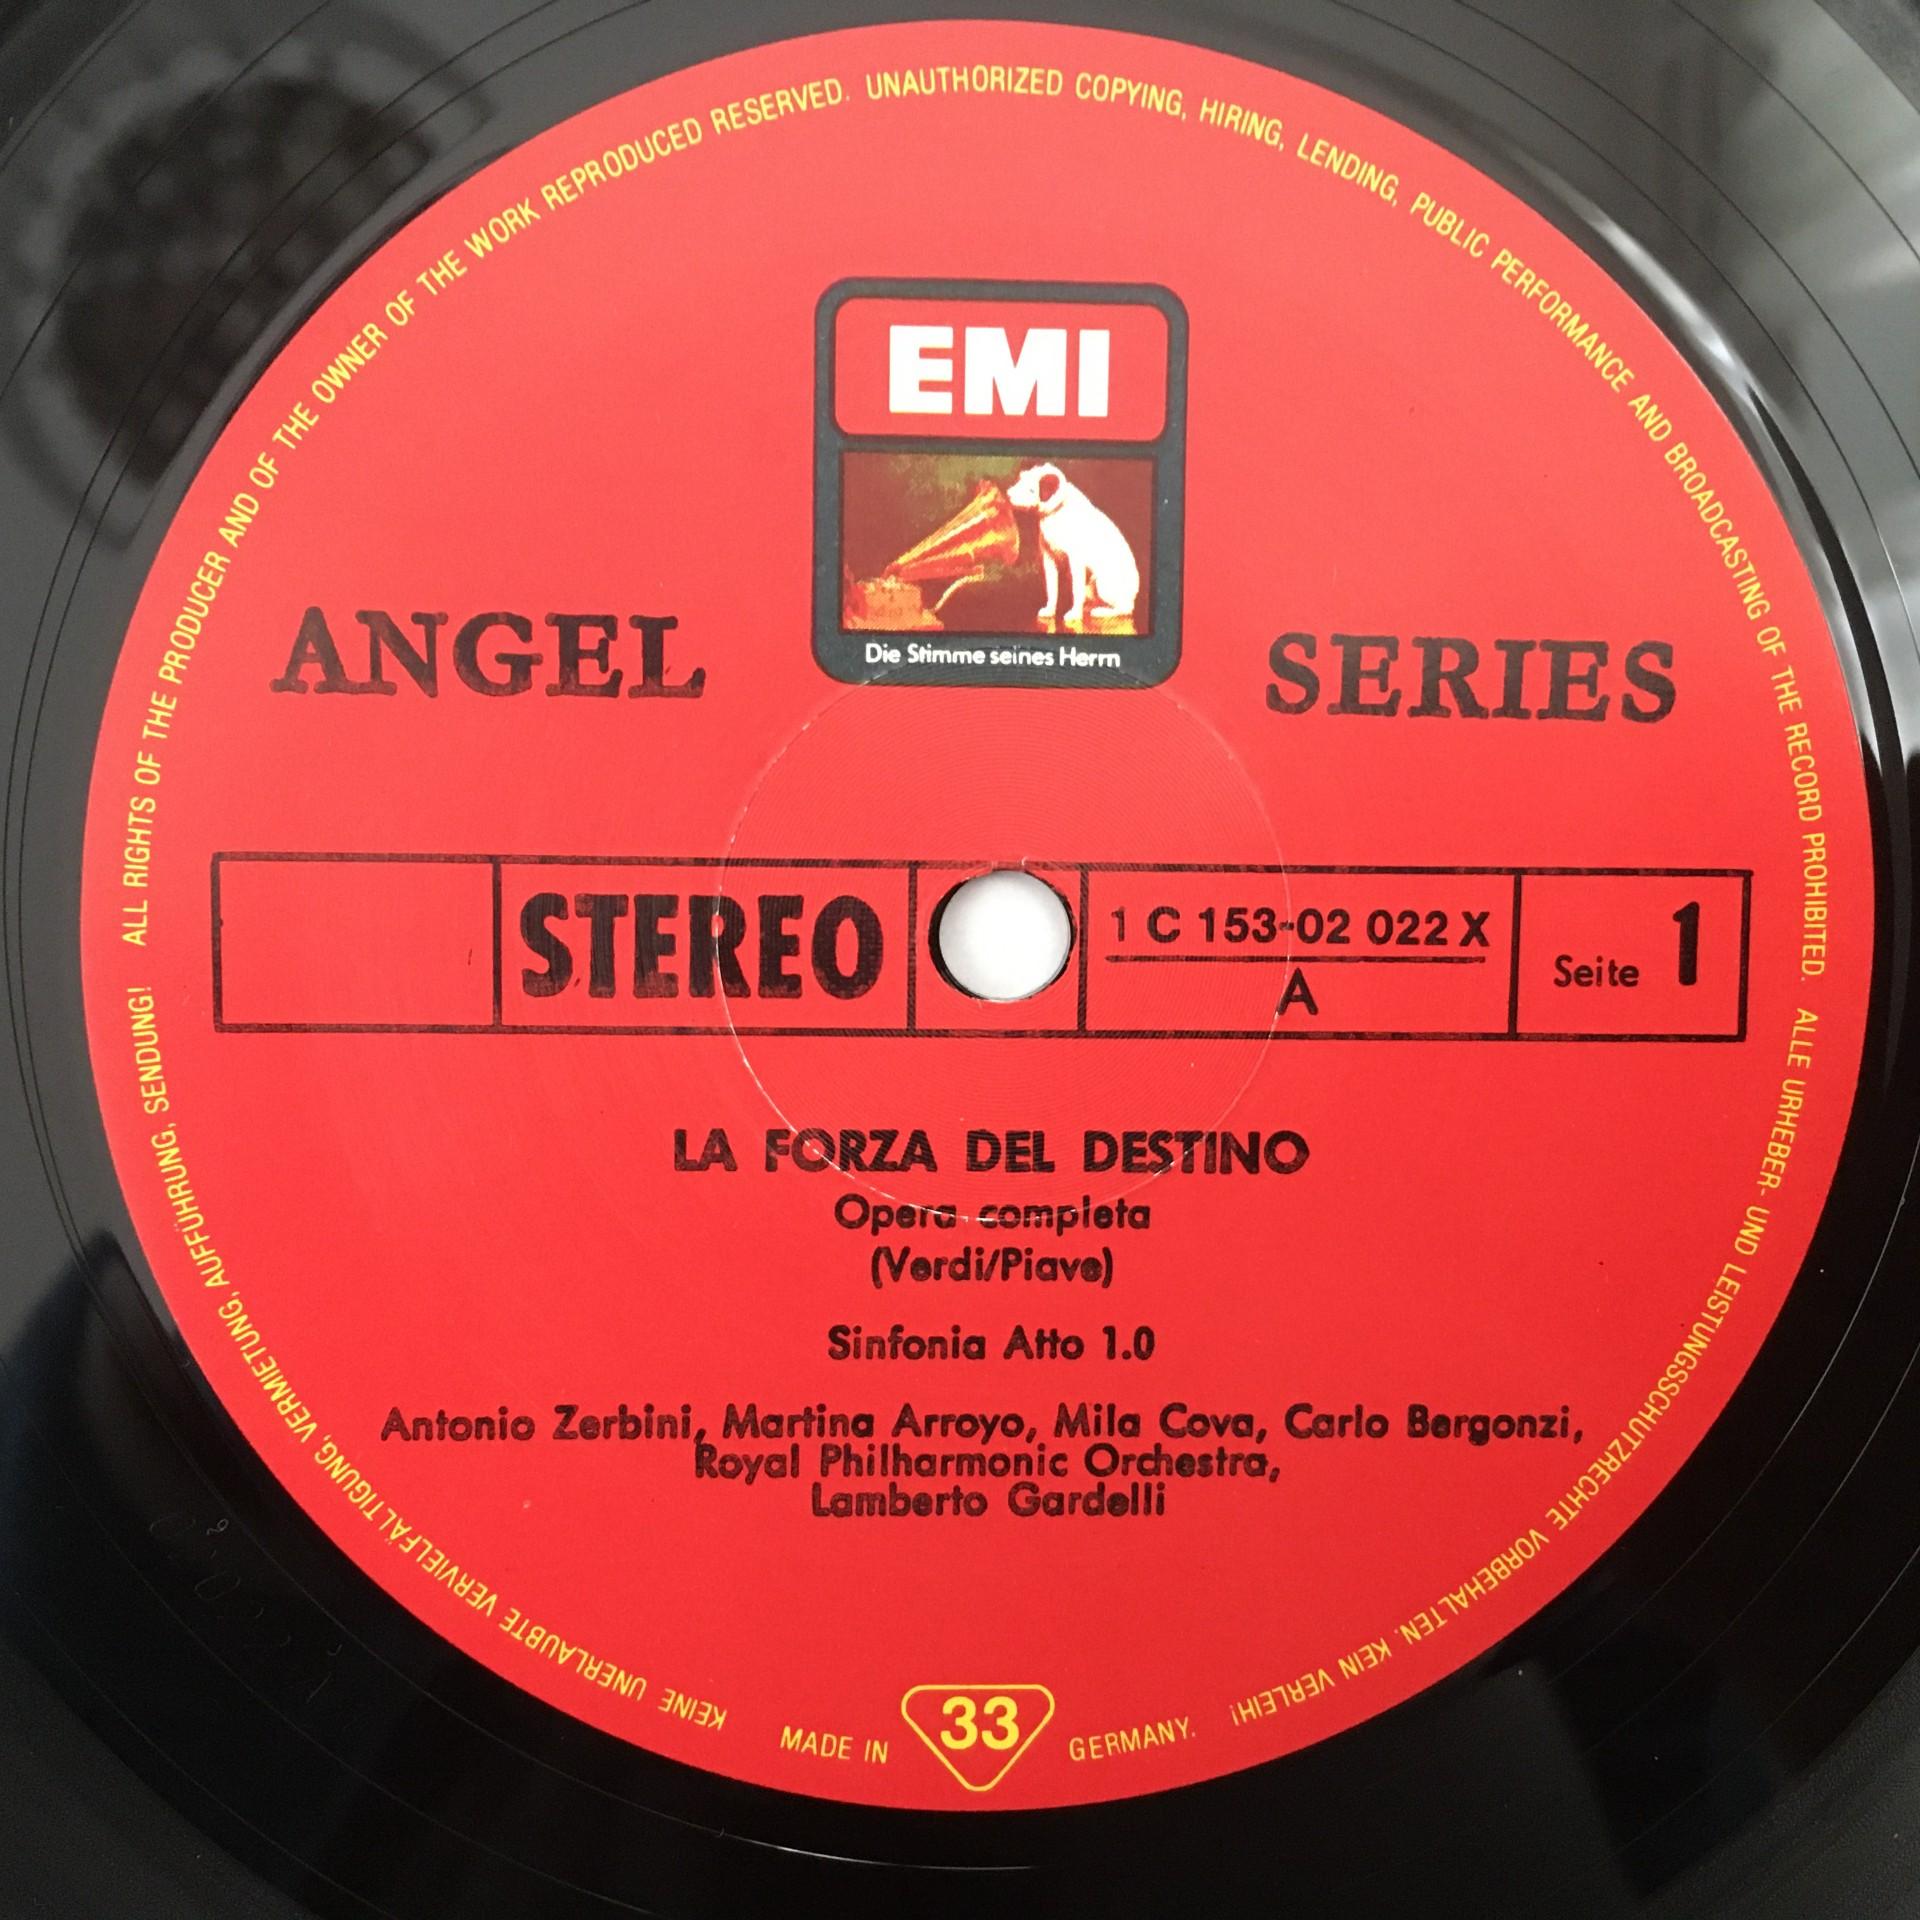 ALL RIGHTS OF THE PRODUCER AND OF THE OWNER OF THE WORK REPRODUCED RESERVED. UNAUTHORIZED COPYING, HIRING, LENDING, PUBLIC PERFORMANCE AND BROADCASTING OF THE RECORD PROHIBITED.
ALLE URHEBER- UND LEISTUNGSSCHUTZRECHTE VORBEHALTEN. KEIN VERLEIH!
KEINE UNERLAUBTE VERVIELFÄLTIGUNG, VERMIETUNG, AUFFÜHRUNG, SENDUNG!
EMI
Die Stimme seines Herrn
ANGEL SERIES
STEREO
1 C 153-02 022 X
A
Seite 1
LA FORZA DEL DESTINO
Opera completa
(Verdi/Piave)
Sinfonia Atto 1.0
Antonio Zerbini, Martina Arroyo, Mila Cova, Carlo Bergonzi,
Royal Philharmonic Orchestra,
Lamberto Gardelli
MADE IN 33 GERMANY.